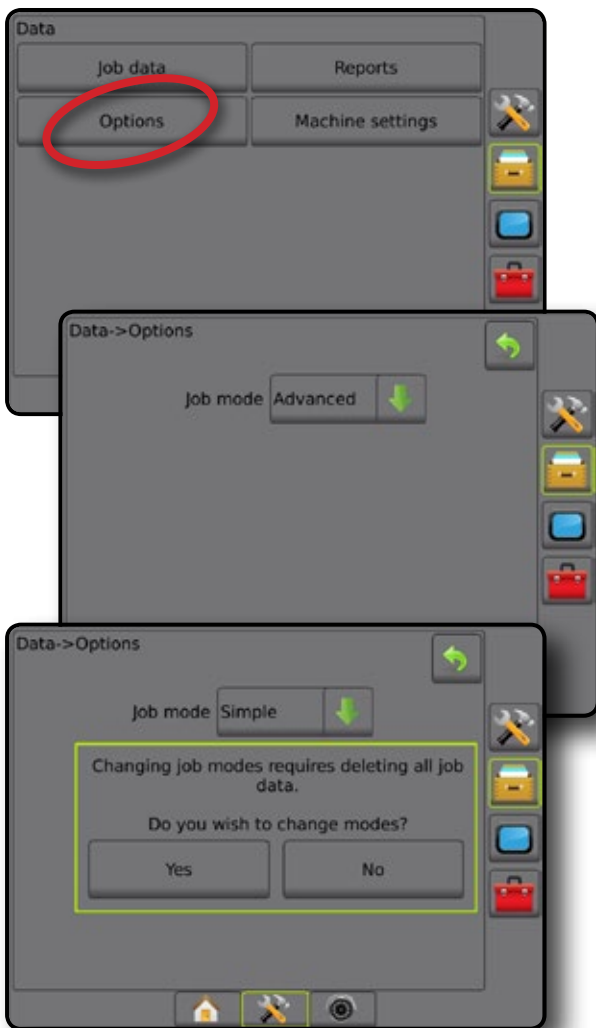 Data
Job data Reports
Options Machine settings
Data->Options
Job mode Advanced
Data->Options
Job mode Simple
Changing job modes requires deleting all job
data.
Do you wish to change modes?
Yes No